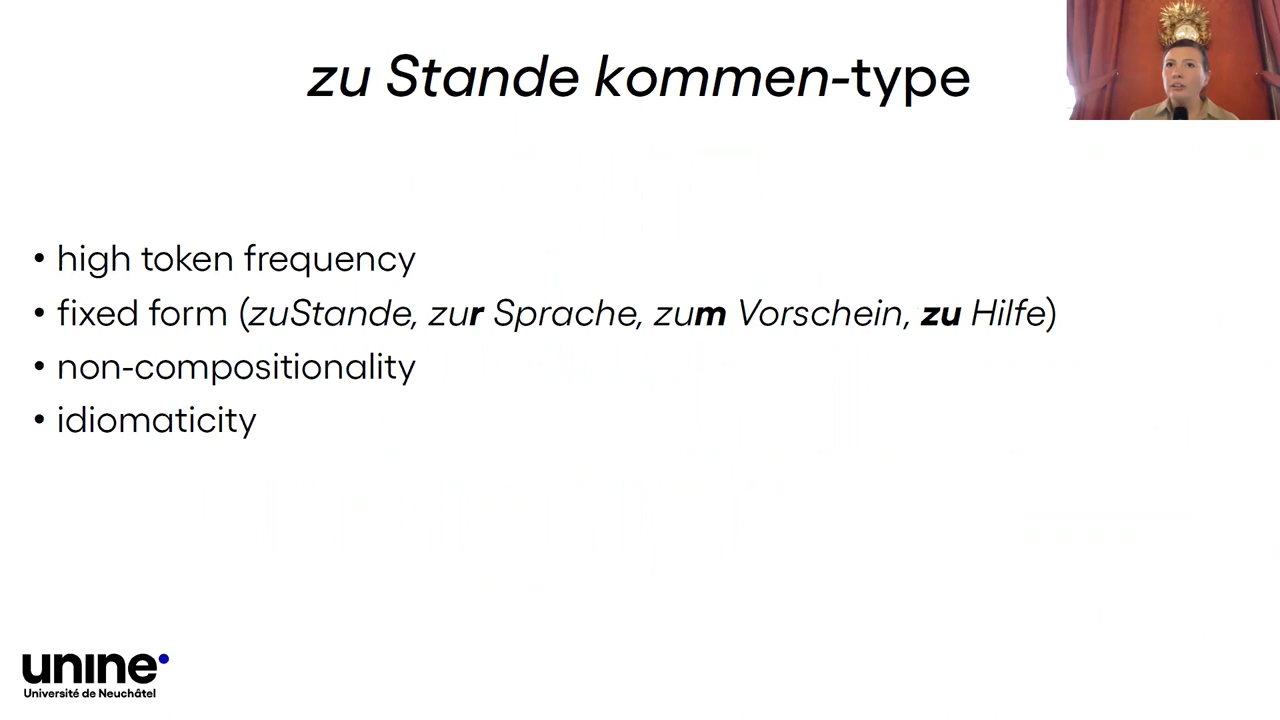 zu Stande kommen-type
• high token frequency
• fixed form (zuStande, zur Sprache, zum Vorschein, zu Hilfe)
• non-compositionality
• idiomaticity
unine
Université de Neuchâtel